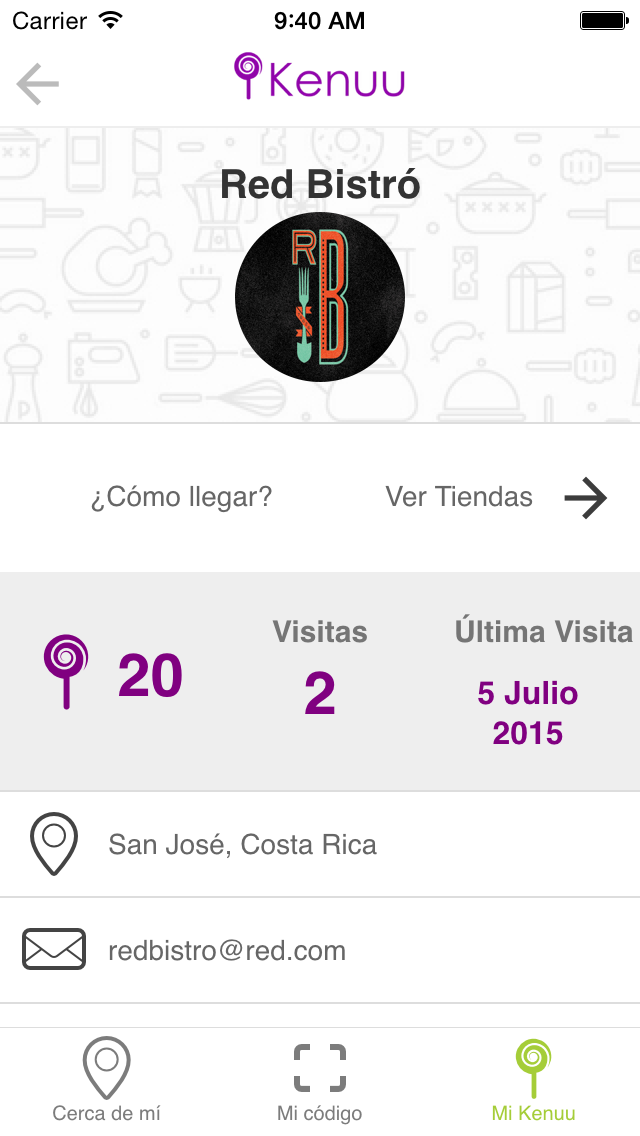 Carrier 9:40 AM
Kenuu
Red Bistró
R B
S
¿Cómo llegar? Ver Tiendas
Visitas Última Visita
20 2 5 Julio
2015
San José, Costa Rica
redbistro@red.com
Cerca de mí Mi código Mi Kenuu
P